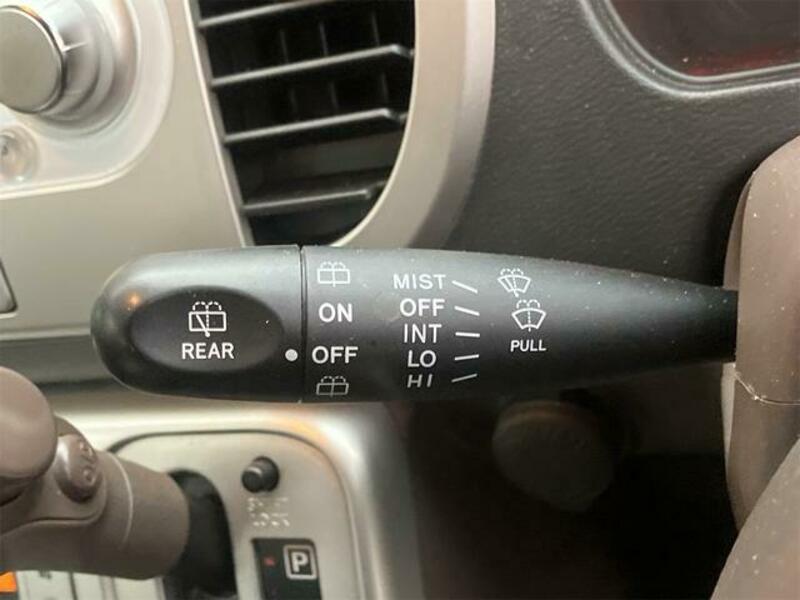 REAR
ON
OFF
MIST
OFF
INT
LO
HI
PULL
P